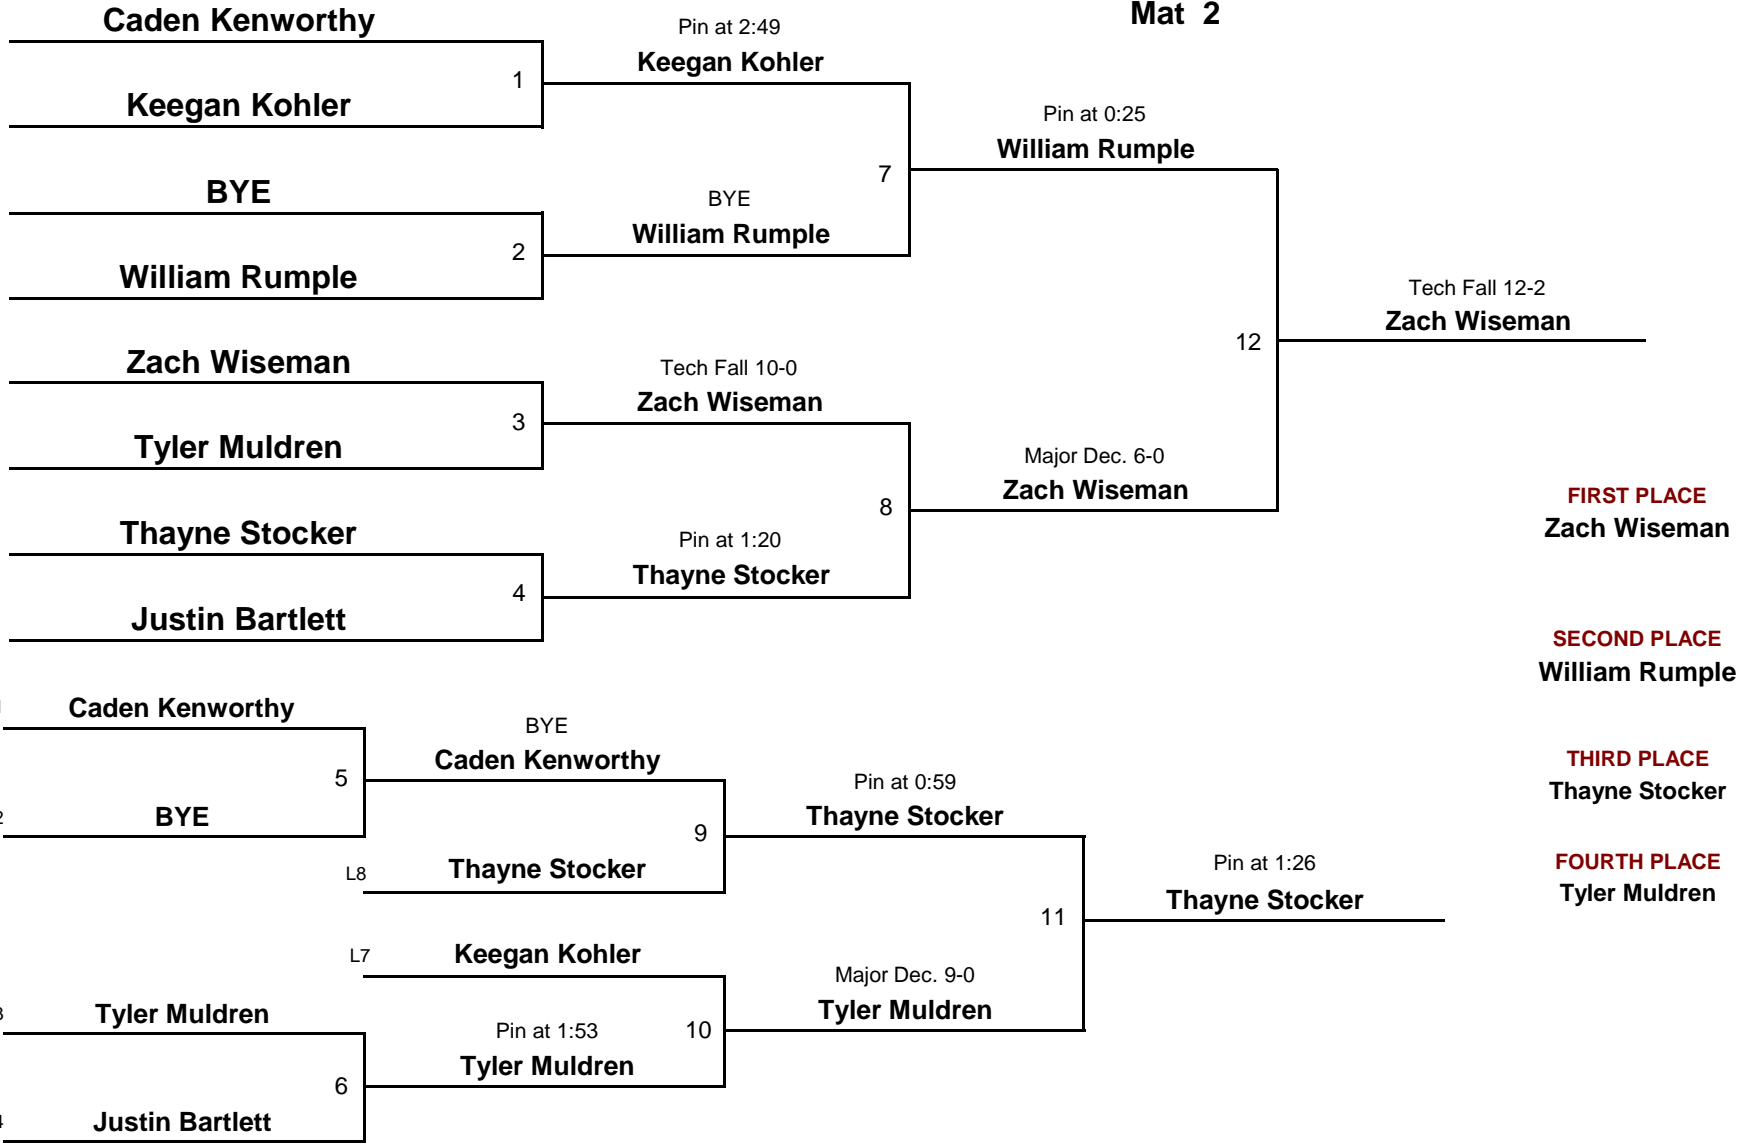 Mat 2
Caden Kenworthy
Keegan Kohler
1
Pin at 2:49
Keegan Kohler
BYE
William Rumple
2
BYE
William Rumple
7
Pin at 0:25
William Rumple
Zach Wiseman
Tyler Muldren
3
Tech Fall 10-0
Zach Wiseman
Thayne Stocker
Justin Bartlett
4
Pin at 1:20
Thayne Stocker
8
Major Dec. 6-0
Zach Wiseman
12
Tech Fall 12-2
Zach Wiseman
FIRST PLACE
Zach Wiseman
SECOND PLACE
William Rumple
THIRD PLACE
Thayne Stocker
FOURTH PLACE
Tyler Muldren
Caden Kenworthy
BYE
5
BYE
Caden Kenworthy
L8
Thayne Stocker
9
Pin at 0:59
Thayne Stocker
L7
Keegan Kohler
Tyler Muldren
Justin Bartlett
6
Pin at 1:53
Tyler Muldren
10
Major Dec. 9-0
Tyler Muldren
11
Pin at 1:26
Thayne Stocker